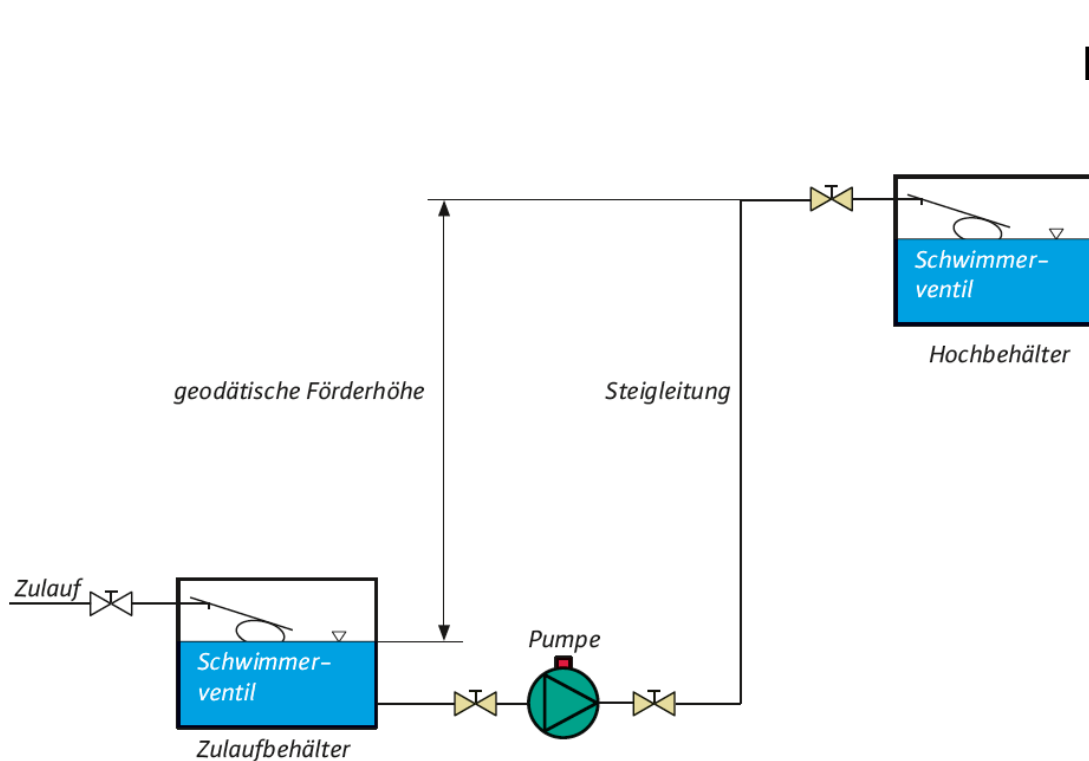 Schwimmer–
ventil
Hochbehälter
geodätische Förderhöhe
Steigleitung
Zulauf
Pumpe
Schwimmer–
ventil
Zulaufbehälter